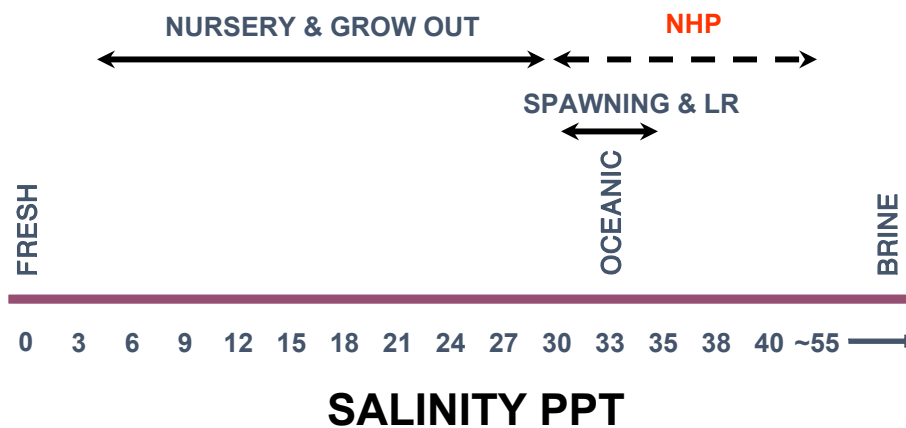 NURSERY & GROW OUT
NHP
SPAWNING & LR
FRESH
OCEANIC
BRINE
0 3 6 9 12 15 18 21 24 27 30 33 35 38 40 ~55
SALINITY PPT